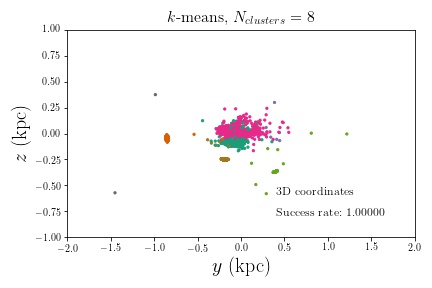 k-means, N_clusters = 8
1.00
0.75
0.50
0.25
0.00
−0.25
−0.50
−0.75
−1.00
z (kpc)
3D coordinates
Success rate: 1.00000
−2.0 −1.5 −1.0 −0.5 0.0 0.5 1.0 1.5 2.0
y (kpc)